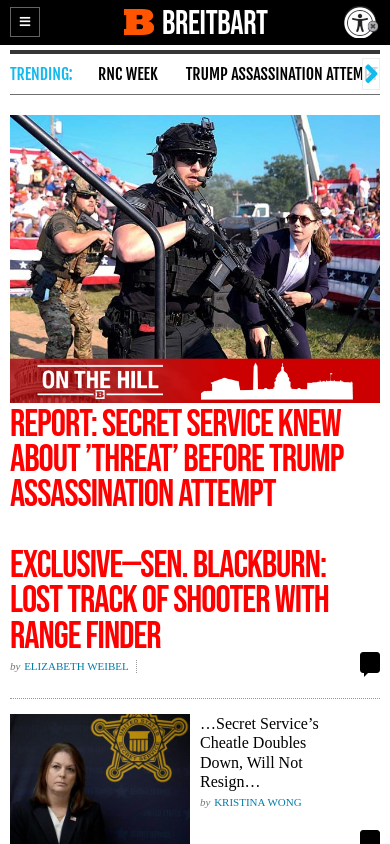 BREITBART
TRENDING: RNC WEEK TRUMP ASSASSINATION ATTEM
ON THE HILL
REPORT: SECRET SERVICE KNEW
ABOUT ’THREAT’ BEFORE TRUMP
ASSASSINATION ATTEMPT
EXCLUSIVE—SEN. BLACKBURN:
LOST TRACK OF SHOOTER WITH
RANGE FINDER
by ELIZABETH WEIBEL
…Secret Service’s
Cheatle Doubles
Down, Will Not
Resign…
by KRISTINA WONG